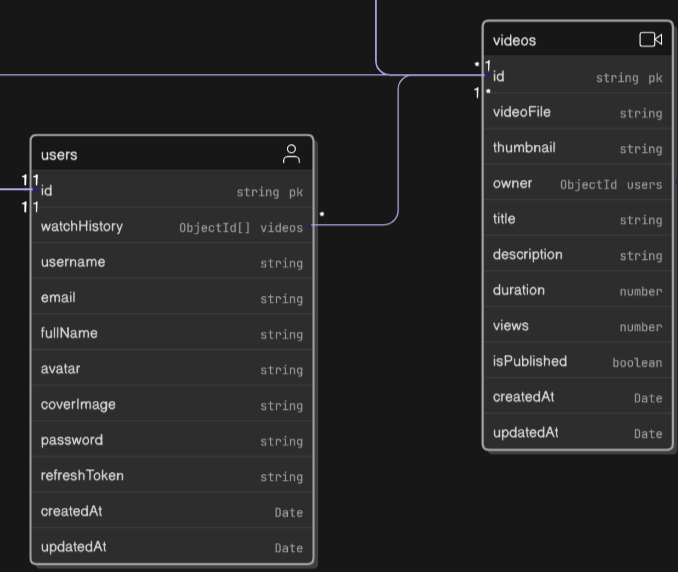 videos
* 1
id string pk
1 *
videoFile string
thumbnail string
owner ObjectId users
title string
description string
duration number
views number
isPublished boolean
createdAt Date
updatedAt Date
users
1 1
id string pk
1 1
watchHistory ObjectId[] videos
*
username string
email string
fullName string
avatar string
coverImage string
password string
refreshToken string
createdAt Date
updatedAt Date